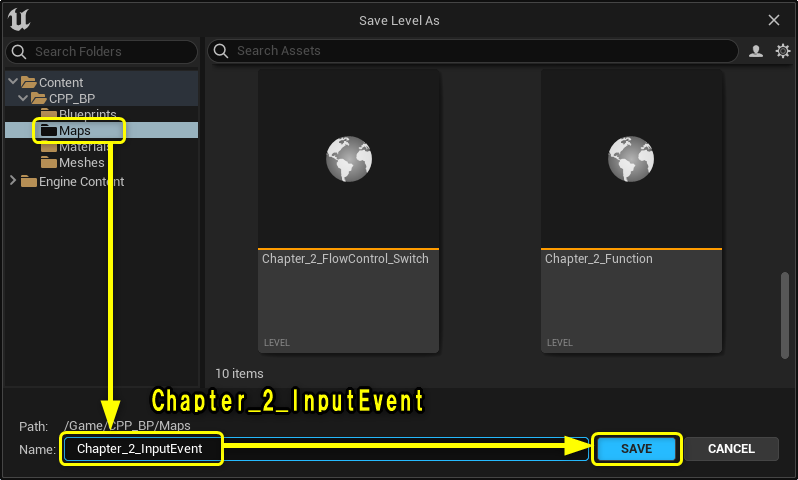 Save Level As
Search Folders
Search Assets
Content
CPP_BP
Blueprints
Maps
Materials
Meshes
Engine Content
Chapter_2_FlowControl_Switch
LEVEL
Chapter_2_Function
LEVEL
10 items
Chapter_2_InputEvent
Path: /Game/CPP_BP/Maps
Name: Chapter_2_InputEvent
SAVE
CANCEL